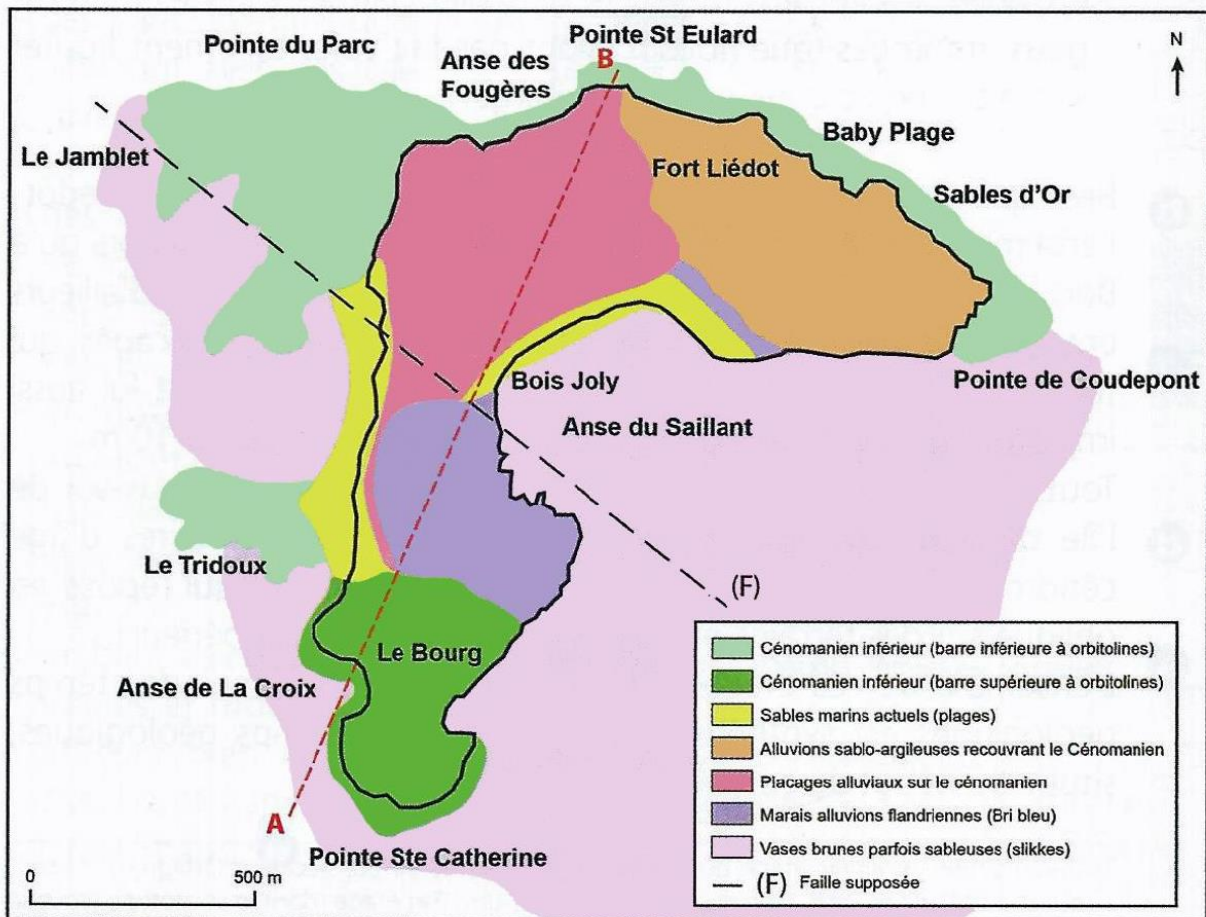 Pointe du Parc
Pointe St Eulard
N
Anse des
Fougères
B
Le Jamblet
Baby Plage
Fort Liédot
Sables d'Or
Bois Joly
Pointe de Coudepont
Anse du Saillant
Le Tridoux
(F)
Le Bourg
Anse de La Croix
A
Pointe Ste Catherine
0
500 m
Cénomanien inférieur (barre inférieure à orbitolines)
Cénomanien inférieur (barre supérieure à orbitolines)
Sables marins actuels (plages)
Alluvions sablo-argileuses recouvrant le Cénomanien
Placages alluviaux sur le cénomanien
Marais alluvions flandriennes (Bri bleu)
Vases brunes parfois sableuses (slikkes)
(F) Faille supposée